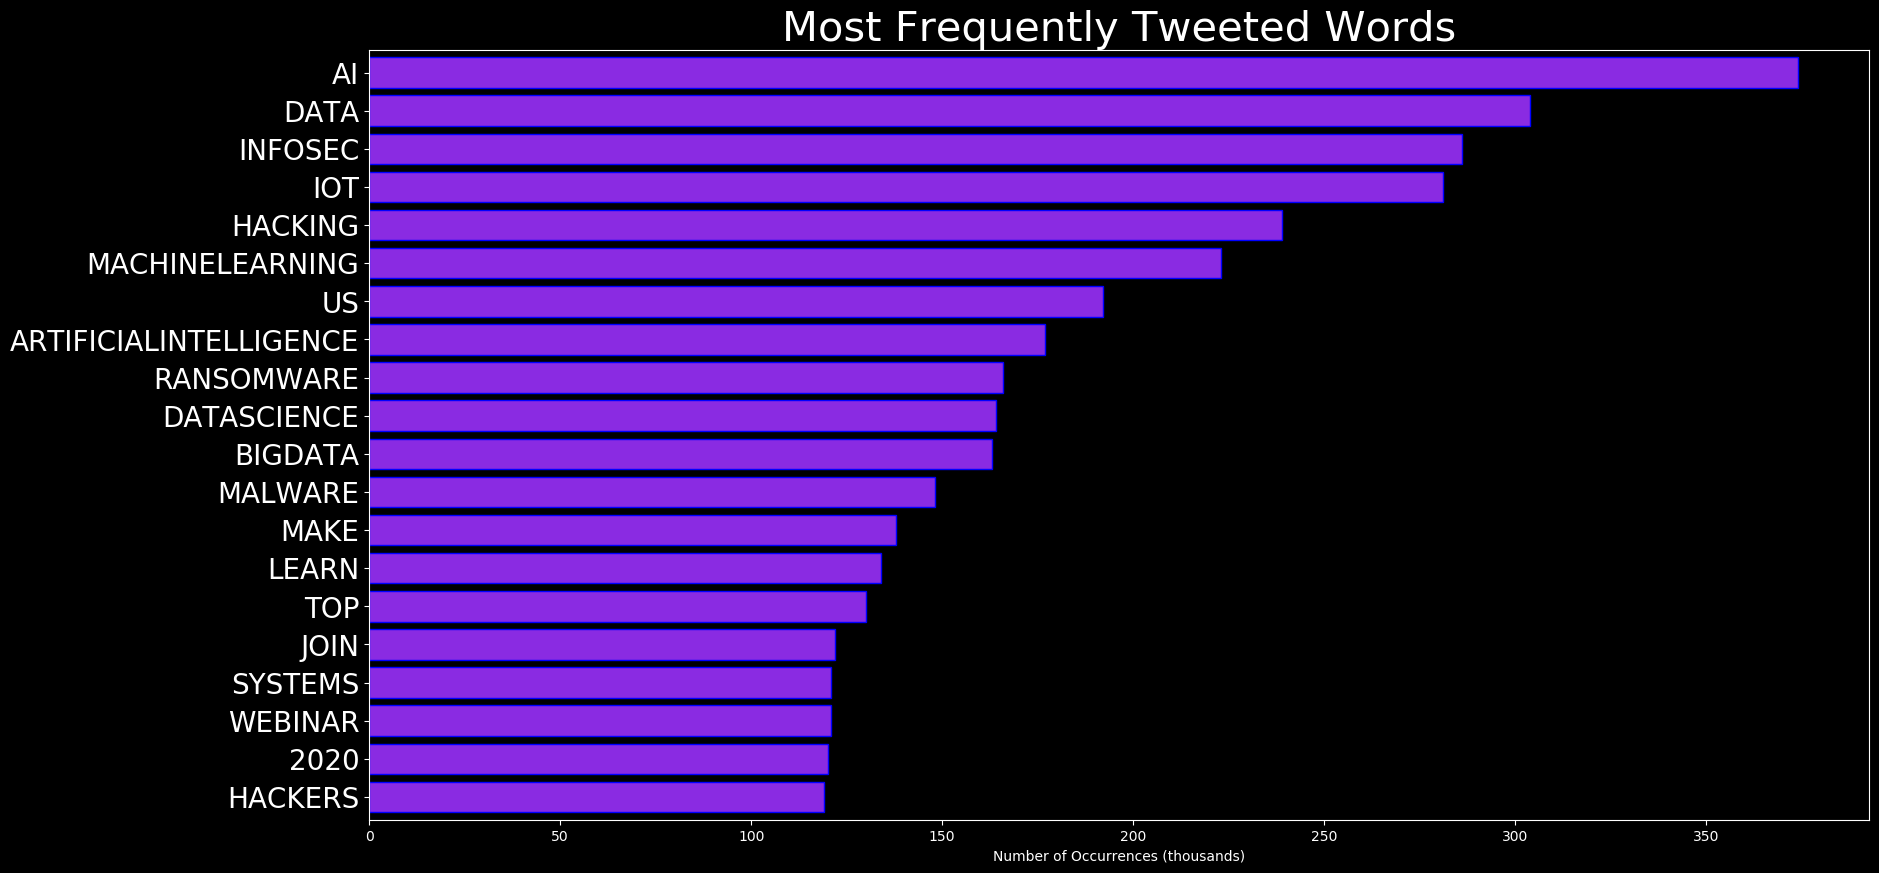 Most Frequently Tweeted Words
AI
DATA
INFOSEC
IOT
HACKING
MACHINELEARNING
US
ARTIFICIALINTELLIGENCE
RANSOMWARE
DATASCIENCE
BIGDATA
MALWARE
MAKE
LEARN
TOP
JOIN
SYSTEMS
WEBINAR
2020
HACKERS
0 50 100 150 200 250 300 350
Number of Occurrences (thousands)